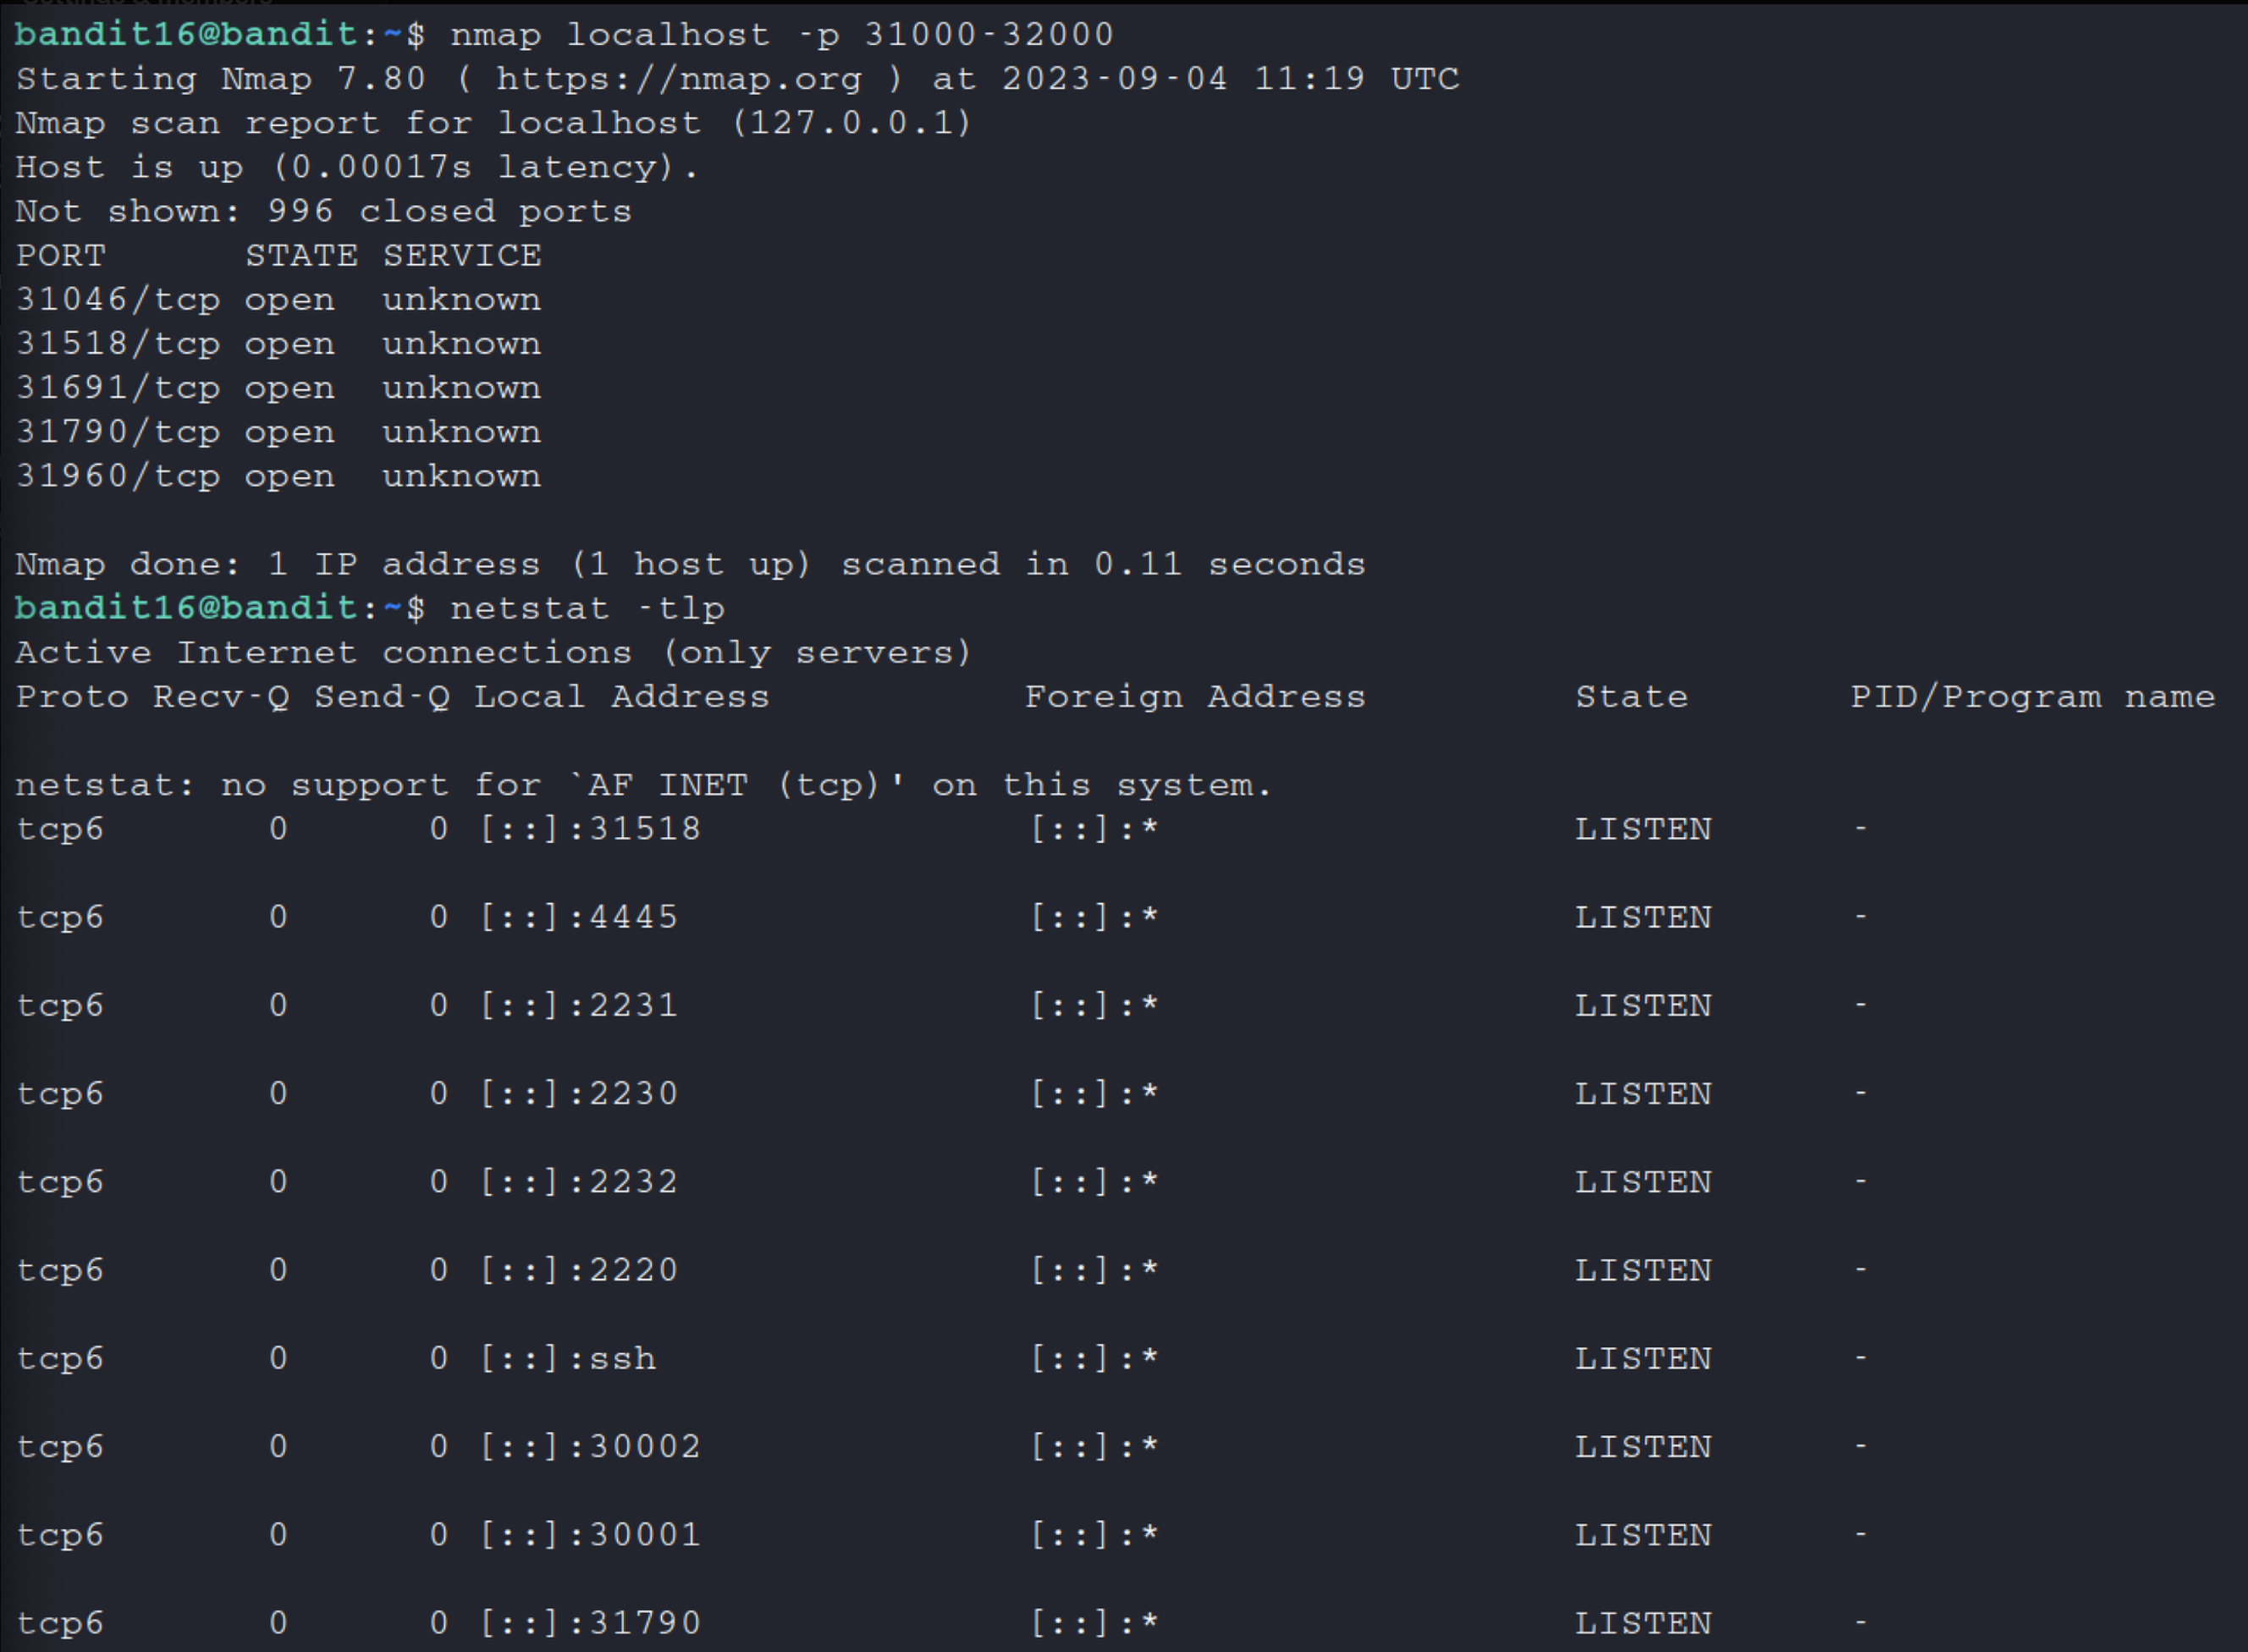 bandit16@bandit:~$ nmap localhost -p 31000-32000
Starting Nmap 7.80 ( https://nmap.org ) at 2023-09-04 11:19 UTC
Nmap scan report for localhost (127.0.0.1)
Host is up (0.00017s latency).
Not shown: 996 closed ports
PORT      STATE SERVICE
31046/tcp open  unknown
31518/tcp open  unknown
31691/tcp open  unknown
31790/tcp open  unknown
31960/tcp open  unknown
Nmap done: 1 IP address (1 host up) scanned in 0.11 seconds
bandit16@bandit:~$ netstat -tlp
Active Internet connections (only servers)
Proto Recv-Q Send-Q Local Address           Foreign Address         State       PID/Program name
netstat: no support for `AF INET (tcp)' on this system.
tcp6       0      0 [::]:31518              [::]:*                  LISTEN      -
tcp6       0      0 [::]:4445               [::]:*                  LISTEN      -
tcp6       0      0 [::]:2231               [::]:*                  LISTEN      -
tcp6       0      0 [::]:2230               [::]:*                  LISTEN      -
tcp6       0      0 [::]:2232               [::]:*                  LISTEN      -
tcp6       0      0 [::]:2220               [::]:*                  LISTEN      -
tcp6       0      0 [::]:ssh                [::]:*                  LISTEN      -
tcp6       0      0 [::]:30002              [::]:*                  LISTEN      -
tcp6       0      0 [::]:30001              [::]:*                  LISTEN      -
tcp6       0      0 [::]:31790              [::]:*                  LISTEN      -